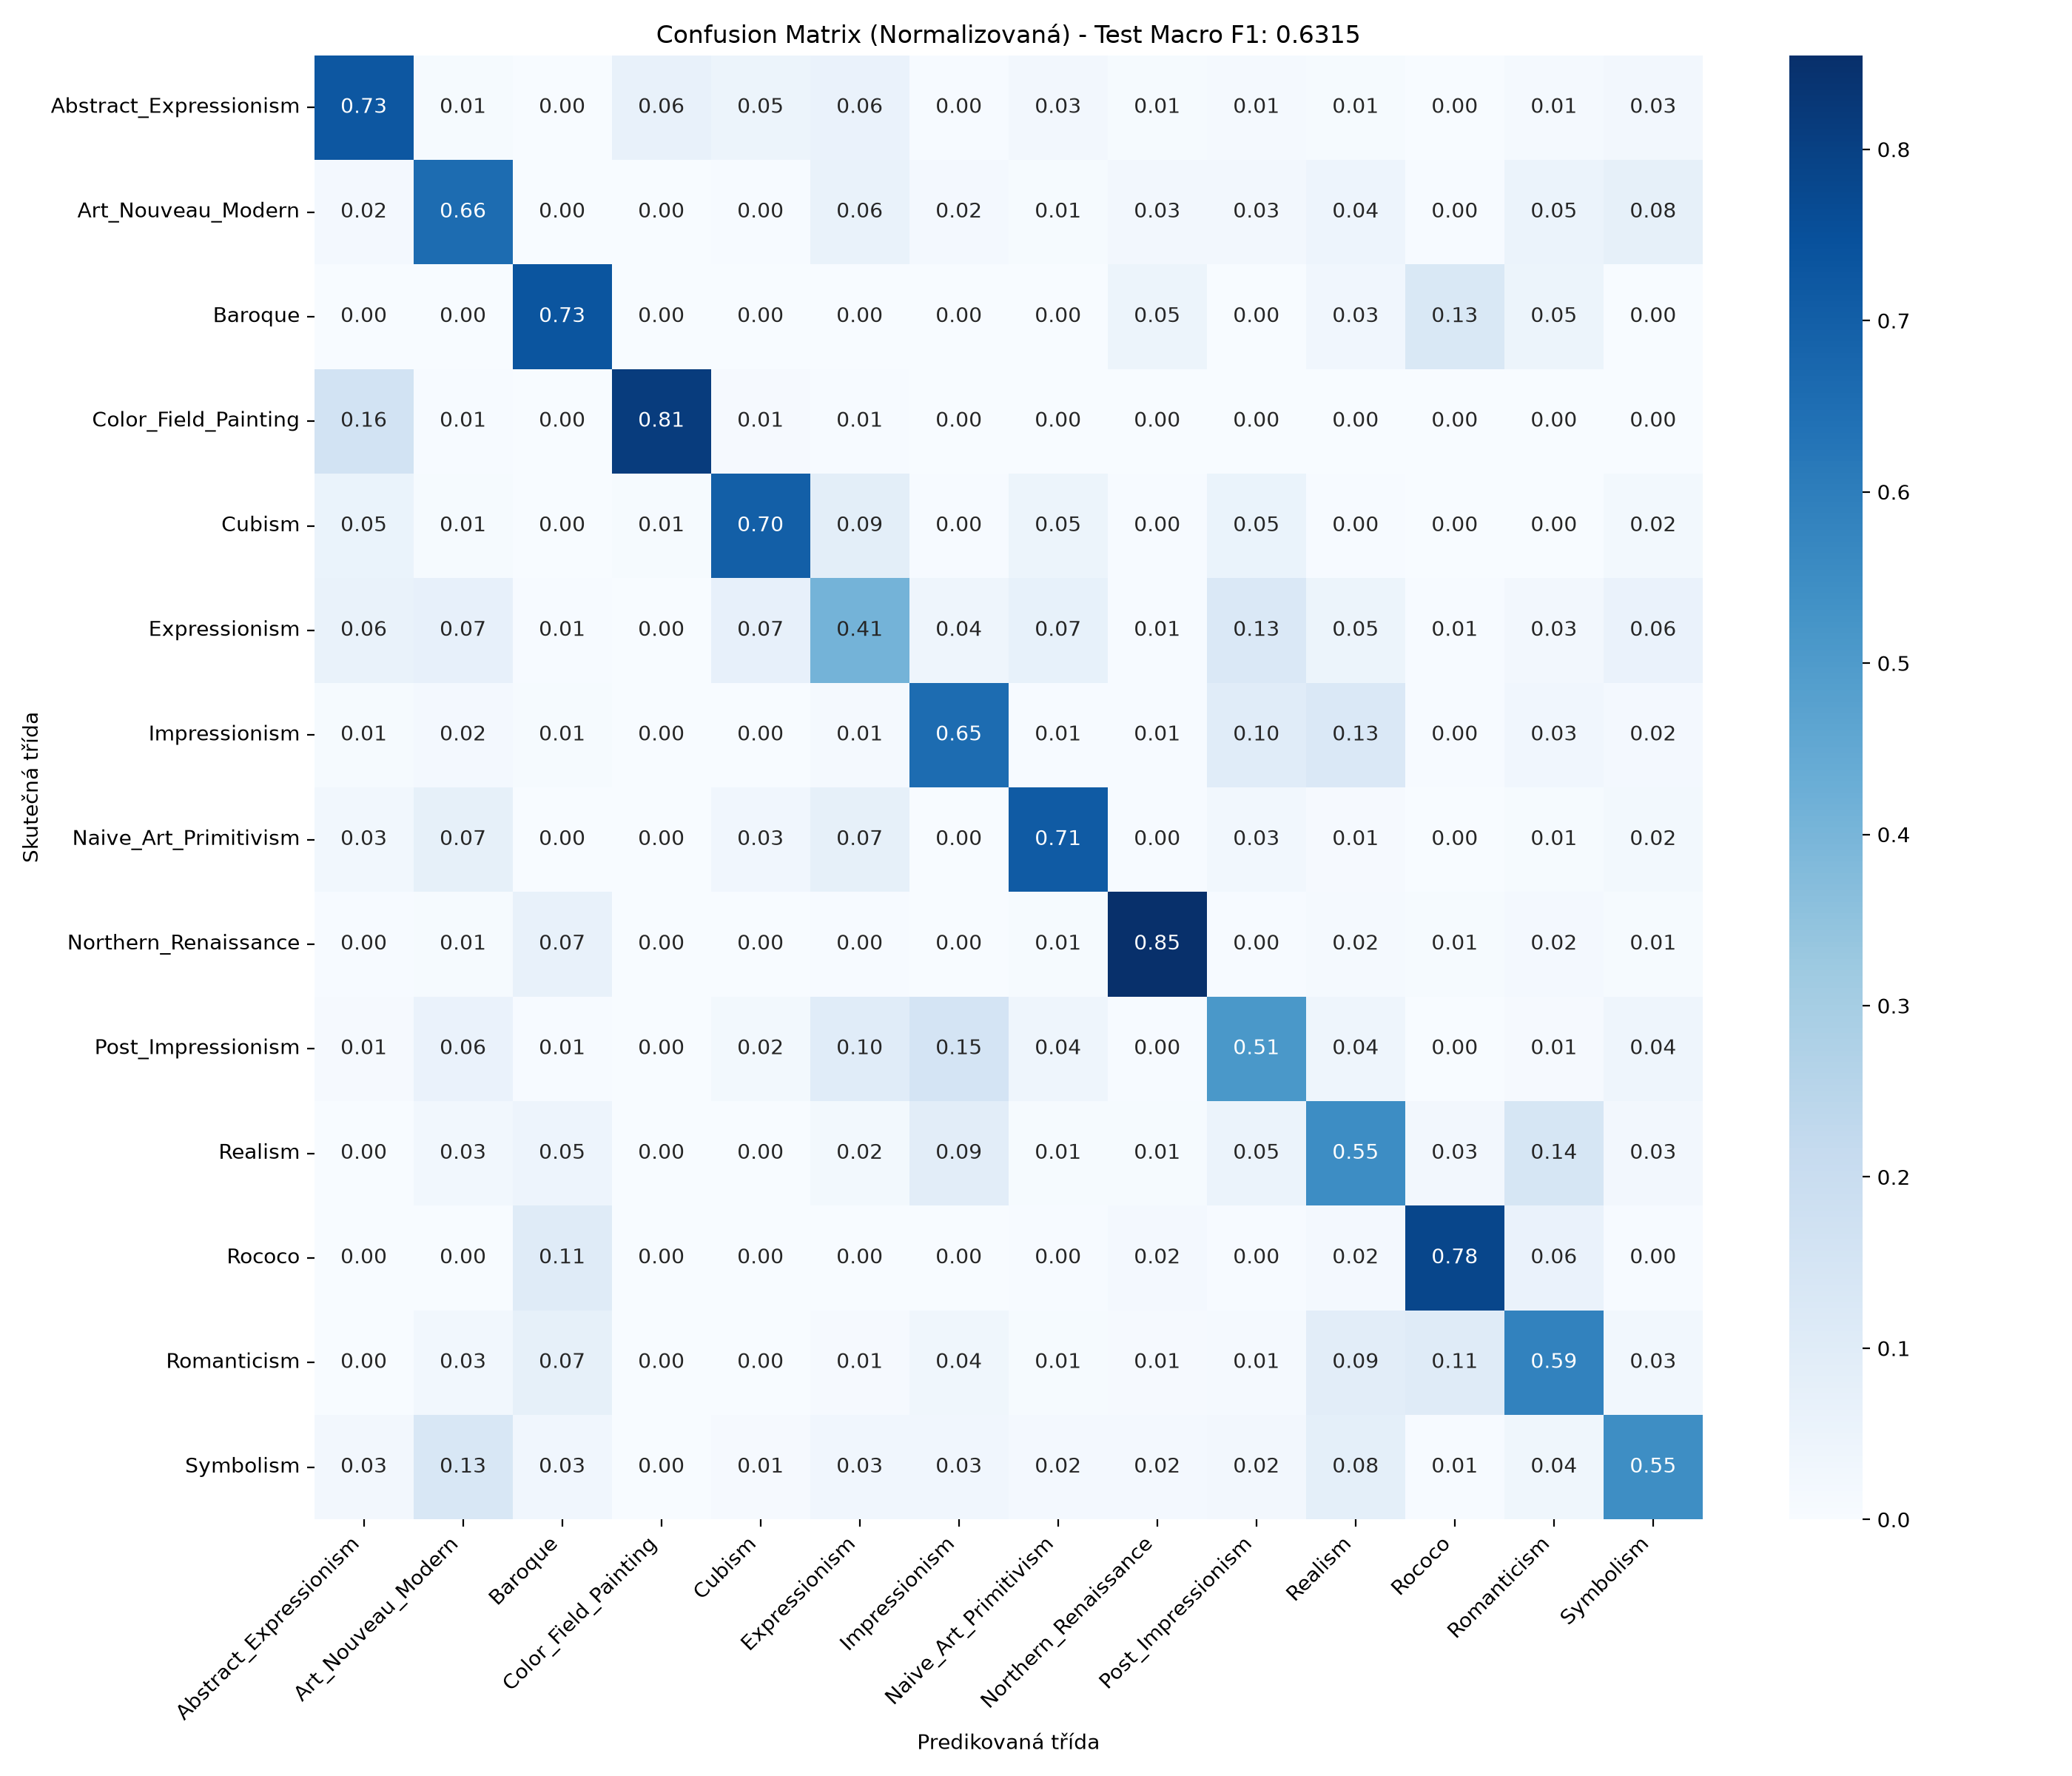 Confusion Matrix (Normalizovaná) - Test Macro F1: 0.6315
Skutečná třída
Abstract_Expressionism 0.73 0.01 0.00 0.06 0.05 0.06 0.00 0.03 0.01 0.01 0.01 0.00 0.01 0.03
Art_Nouveau_Modern 0.02 0.66 0.00 0.00 0.00 0.06 0.02 0.01 0.03 0.03 0.04 0.00 0.05 0.08
Baroque 0.00 0.00 0.73 0.00 0.00 0.00 0.00 0.00 0.05 0.00 0.03 0.13 0.05 0.00
Color_Field_Painting 0.16 0.01 0.00 0.81 0.01 0.01 0.00 0.00 0.00 0.00 0.00 0.00 0.00 0.00
Cubism 0.05 0.01 0.00 0.01 0.70 0.09 0.00 0.05 0.00 0.05 0.00 0.00 0.00 0.02
Expressionism 0.06 0.07 0.01 0.00 0.07 0.41 0.04 0.07 0.01 0.13 0.05 0.01 0.03 0.06
Impressionism 0.01 0.02 0.01 0.00 0.00 0.01 0.65 0.01 0.01 0.10 0.13 0.00 0.03 0.02
Naive_Art_Primitivism 0.03 0.07 0.00 0.00 0.03 0.07 0.00 0.71 0.00 0.03 0.01 0.00 0.01 0.02
Northern_Renaissance 0.00 0.01 0.07 0.00 0.00 0.00 0.00 0.01 0.85 0.00 0.02 0.01 0.02 0.01
Post_Impressionism 0.01 0.06 0.01 0.00 0.02 0.10 0.15 0.04 0.00 0.51 0.04 0.00 0.01 0.04
Realism 0.00 0.03 0.05 0.00 0.00 0.02 0.09 0.01 0.01 0.05 0.55 0.03 0.14 0.03
Rococo 0.00 0.00 0.11 0.00 0.00 0.00 0.00 0.00 0.02 0.00 0.02 0.78 0.06 0.00
Romanticism 0.00 0.03 0.07 0.00 0.00 0.01 0.04 0.01 0.01 0.01 0.09 0.11 0.59 0.03
Symbolism 0.03 0.13 0.03 0.00 0.01 0.03 0.03 0.02 0.02 0.02 0.08 0.01 0.04 0.55
Abstract_Expressionism
Art_Nouveau_Modern
Baroque
Color_Field_Painting
Cubism
Expressionism
Impressionism
Naive_Art_Primitivism
Northern_Renaissance
Post_Impressionism
Realism
Rococo
Romanticism
Symbolism
Predikovaná třída
0.8
0.7
0.6
0.5
0.4
0.3
0.2
0.1
0.0